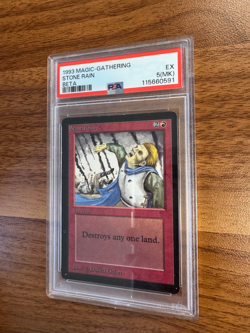 1993 MAGIC-GATHERING EX
STONE RAIN 5(MK)
BETA PSA 115660591
Destroys any one land.